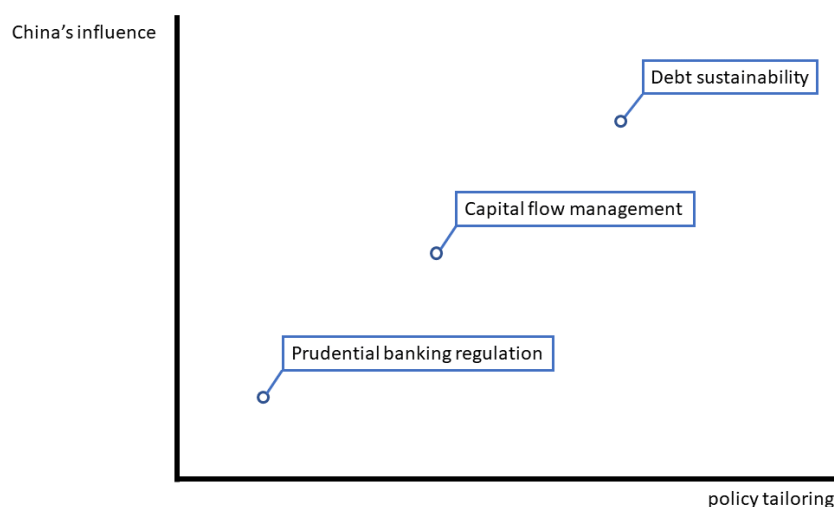 China’s influence
Debt sustainability
Capital flow management
Prudential banking regulation
policy tailoring